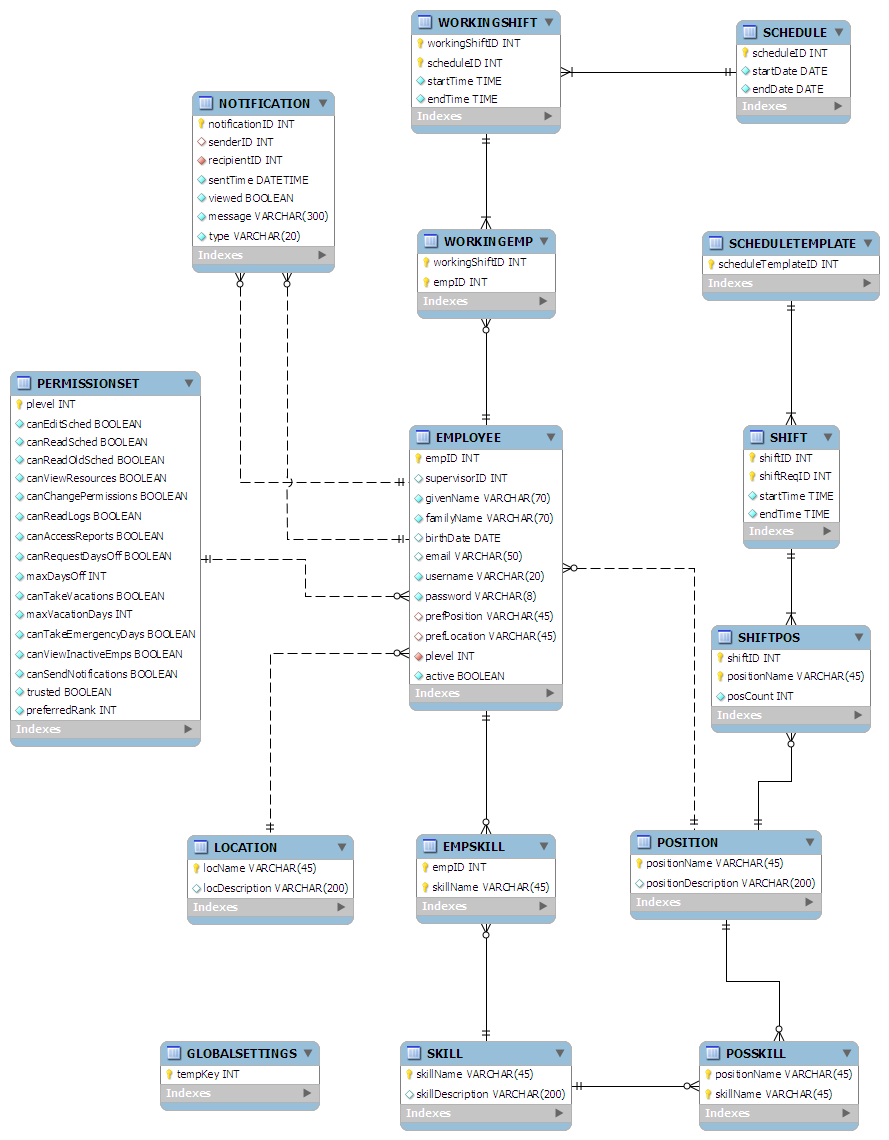 WORKINGSHIFT
workingShiftID INT
scheduleID INT
startTime TIME
endTime TIME
Indexes
SCHEDULE
scheduleID INT
startDate DATE
endDate DATE
Indexes
NOTIFICATION
notificationID INT
senderID INT
recipientID INT
sentTime DATETIME
viewed BOOLEAN
message VARCHAR(300)
type VARCHAR(20)
Indexes
WORKINGEMP
workingShiftID INT
empID INT
Indexes
SCHEDULETEMPLATE
scheduleTemplateID INT
Indexes
PERMISSIONSET
plevel INT
canEditSched BOOLEAN
canReadSched BOOLEAN
canReadOldSched BOOLEAN
canViewResources BOOLEAN
canChangePermissions BOOLEAN
canReadLogs BOOLEAN
canAccessReports BOOLEAN
canRequestDaysOff BOOLEAN
maxDaysOff INT
canTakeVacations BOOLEAN
maxVacationDays INT
canTakeEmergencyDays BOOLEAN
canViewInactiveEmps BOOLEAN
canSendNotifications BOOLEAN
trusted BOOLEAN
preferredRank INT
Indexes
EMPLOYEE
empID INT
supervisorID INT
givenName VARCHAR(70)
familyName VARCHAR(70)
birthDate DATE
email VARCHAR(50)
username VARCHAR(20)
password VARCHAR(8)
prefPosition VARCHAR(45)
prefLocation VARCHAR(45)
plevel INT
active BOOLEAN
Indexes
SHIFT
shiftID INT
shiftReqID INT
startTime TIME
endTime TIME
Indexes
SHIFTPOS
shiftID INT
positionName VARCHAR(45)
posCount INT
Indexes
LOCATION
locName VARCHAR(45)
locDescription VARCHAR(200)
Indexes
EMPSKILL
empID INT
skillName VARCHAR(45)
Indexes
POSITION
positionName VARCHAR(45)
positionDescription VARCHAR(200)
Indexes
GLOBALSETTINGS
tempKey INT
Indexes
SKILL
skillName VARCHAR(45)
skillDescription VARCHAR(200)
Indexes
POSSKILL
positionName VARCHAR(45)
skillName VARCHAR(45)
Indexes